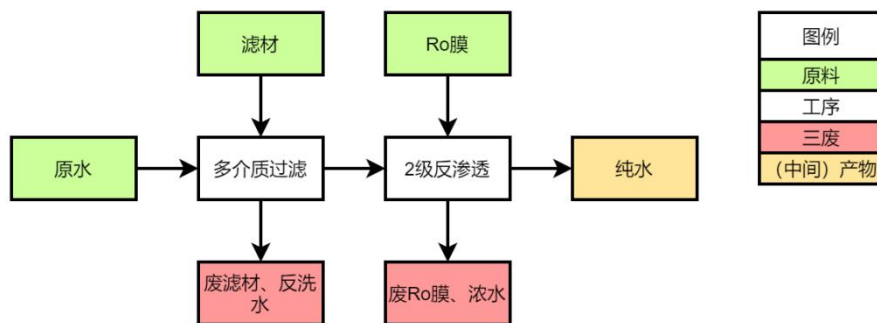 滤材
Ro膜
原水
多介质过滤
2级反渗透
纯水
废滤材、反洗
水
废Ro膜、浓水
图例
原料
工序
三废
（中间）产物